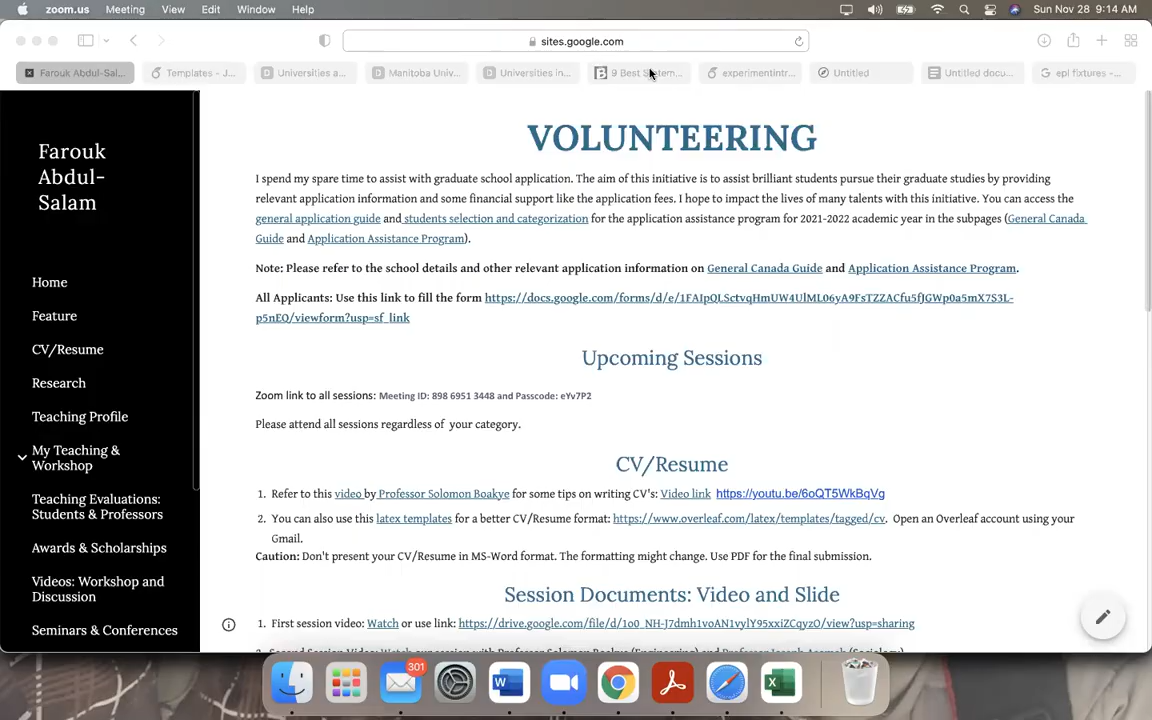 zoom.us Meeting View Edit Window Help Sun Nov 28 9:14 AM
sites.google.com
Farouk Abdul-Sal... Templates - J... Universities a... Manitoba Univ... Universities in... 9 Best experimentintr... Untitled Untitled docu... epl fixtures -...
Farouk
Abdul-
Salam
Home
Feature
CV/Resume
Research
Teaching Profile
My Teaching &
Workshop
Teaching Evaluations:
Students & Professors
Awards & Scholarships
Videos: Workshop and
Discussion
Seminars & Conferences
VOLUNTEERING
I spend my spare time to assist with graduate school application. The aim of this initiative is to assist brilliant students pursue their graduate studies by providing
relevant application information and some financial support like the application fees. I hope to impact the lives of many talents with this initiative. You can access the
general application guide and students selection and categorization for the application assistance program for 2021-2022 academic year in the subpages (General Canada
Guide and Application Assistance Program).
Note: Please refer to the school details and other relevant application information on General Canada Guide and Application Assistance Program.
All Applicants: Use this link to fill the form https://docs.google.com/forms/d/e/1FAIpQLSctvqHmUW4UlML06yA9FsTZZACfu5fJGWp0a5mX7S3L-
p5nEQ/viewform?usp=sf_link
Upcoming Sessions
Zoom link to all sessions: Meeting ID: 898 6951 3448 and Passcode: eYv7P2
Please attend all sessions regardless of your category.
CV/Resume
1. Refer to this video by Professor Solomon Boakye for some tips on writing CV's: Video link https://youtu.be/6oQT5WkBqVg
2. You can also use this latex templates for a better CV/Resume format: https://www.overleaf.com/latex/templates/tagged/cv. Open an Overleaf account using your
Gmail.
Caution: Don't present your CV/Resume in MS-Word format. The formatting might change. Use PDF for the final submission.
Session Documents: Video and Slide
1. First session video: Watch or use link: https://drive.google.com/file/d/1o0_NH-J7dmh1voAN1vylY95xxiZCqyzO/view?usp=sharing
301